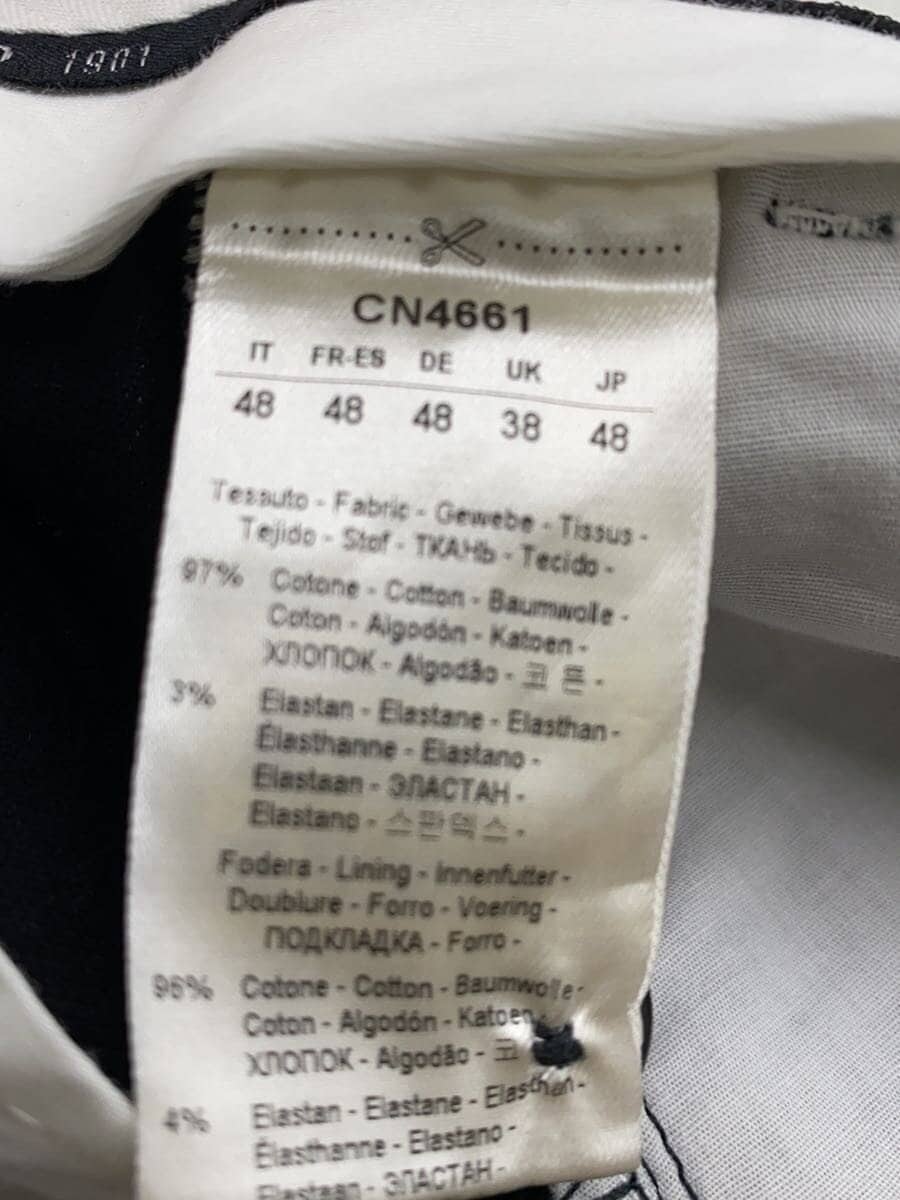 1901
CN4661
IT FR-ES DE UK JP
48 48 48 38 48
Tessuto - Fabric - Gewebe - Tissus -
Tejido - Stof - ТКАНЬ - Tecido -
97% Cotone - Cotton - Baumwolle -
Coton - Algodón - Katoen -
ХЛОПОК - Algodão - 코튼 -
3% Elastan - Elastane - Elasthan -
Élasthanne - Elastano -
Elastaan - ЭЛАСТАН -
Elastano - 스판덱스 -
Fodera - Lining - Innenfutter -
Doublure - Forro - Voering -
ПОДКЛАДКА - Forro -
96% Cotone - Cotton - Baumwolle -
Coton - Algodón - Katoen -
ХЛОПОК - Algodão - 코
4% Elastan - Elastane - Elasthan -
Élasthanne - Elastano -
Elastaan - ЭЛАСТАН -